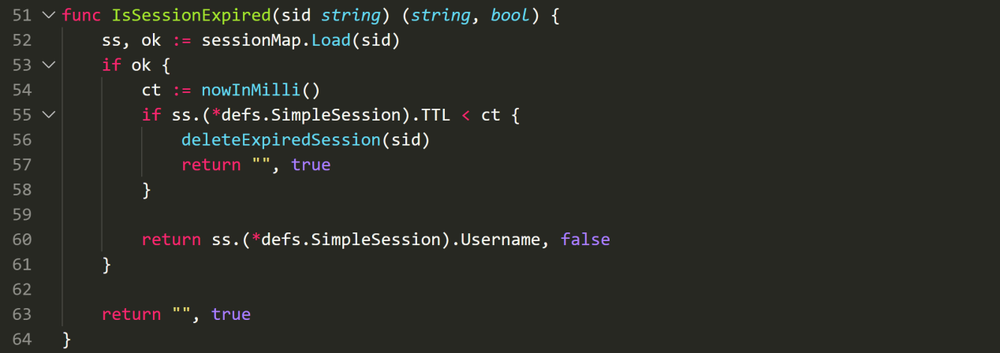 51 func IsSessionExpired(sid string) (string, bool) {
52     ss, ok := sessionMap.Load(sid)
53     if ok {
54         ct := nowInMilli()
55         if ss.(*defs.SimpleSession).TTL < ct {
56             deleteExpiredSession(sid)
57             return "", true
58         }
59
60         return ss.(*defs.SimpleSession).Username, false
61     }
62
63     return "", true
64 }